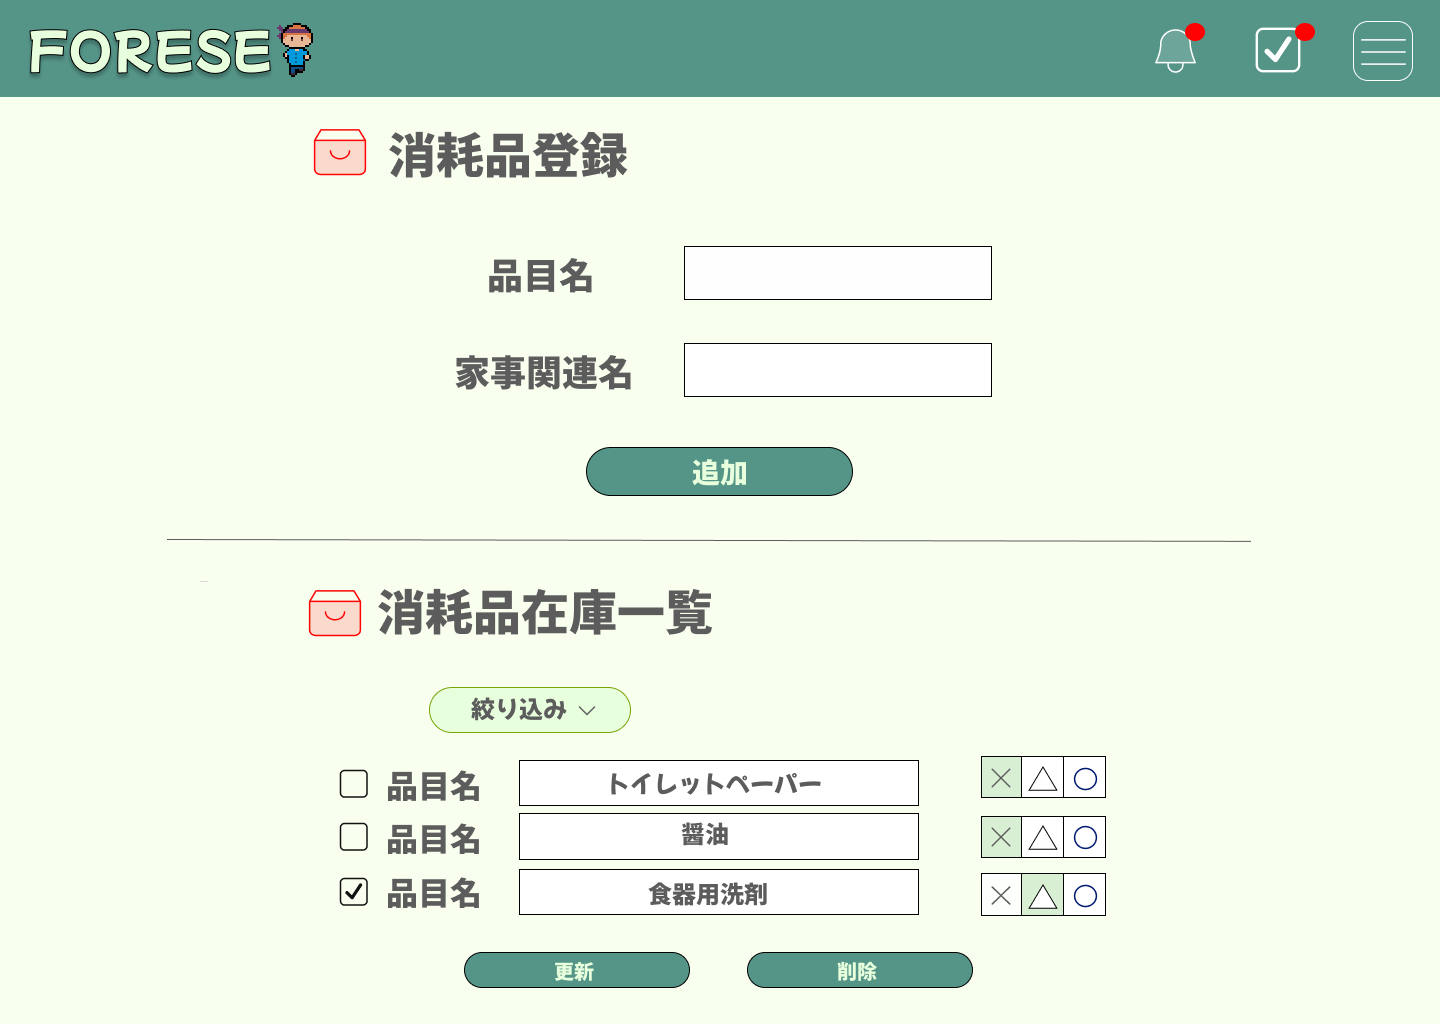 FORESE
消耗品登録
品目名
家事関連名
追加
消耗品在庫一覧
絞り込み
品目名 トイレットペーパー × △ ○
品目名 醤油 × △ ○
品目名 食器用洗剤 × △ ○
更新 削除